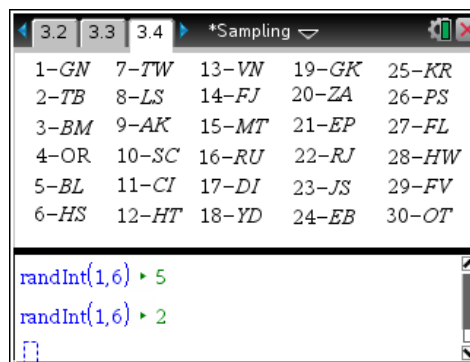 3.2 3.3 3.4 *Sampling
1–GN 7–TW 13–VN 19–GK 25–KR
2–TB 8–LS 14–FJ 20–ZA 26–PS
3–BM 9–AK 15–MT 21–EP 27–FL
4–OR 10–SC 16–RU 22–RJ 28–HW
5–BL 11–CI 17–DI 23–JS 29–FV
6–HS 12–HT 18–YD 24–EB 30–OT
randInt(1,6) ▸ 5
randInt(1,6) ▸ 2